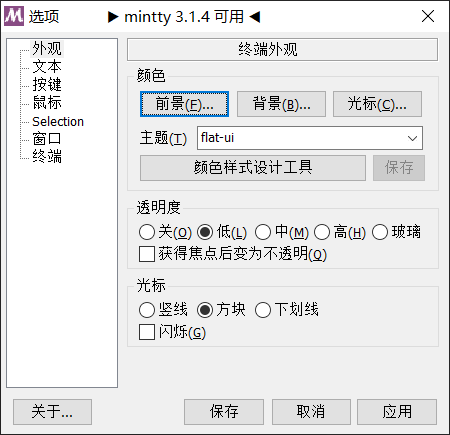 选项 ▶ mintty 3.1.4 可用 ◀
外观
文本
按键
鼠标
Selection
窗口
终端
终端外观
颜色
前景(F)... 背景(B)... 光标(C)...
主题(T) flat-ui
颜色样式设计工具 保存
透明度
关(O) 低(L) 中(M) 高(H) 玻璃
获得焦点后变为不透明(Q)
光标
竖线 方块 下划线
闪烁(G)
关于... 保存 取消 应用